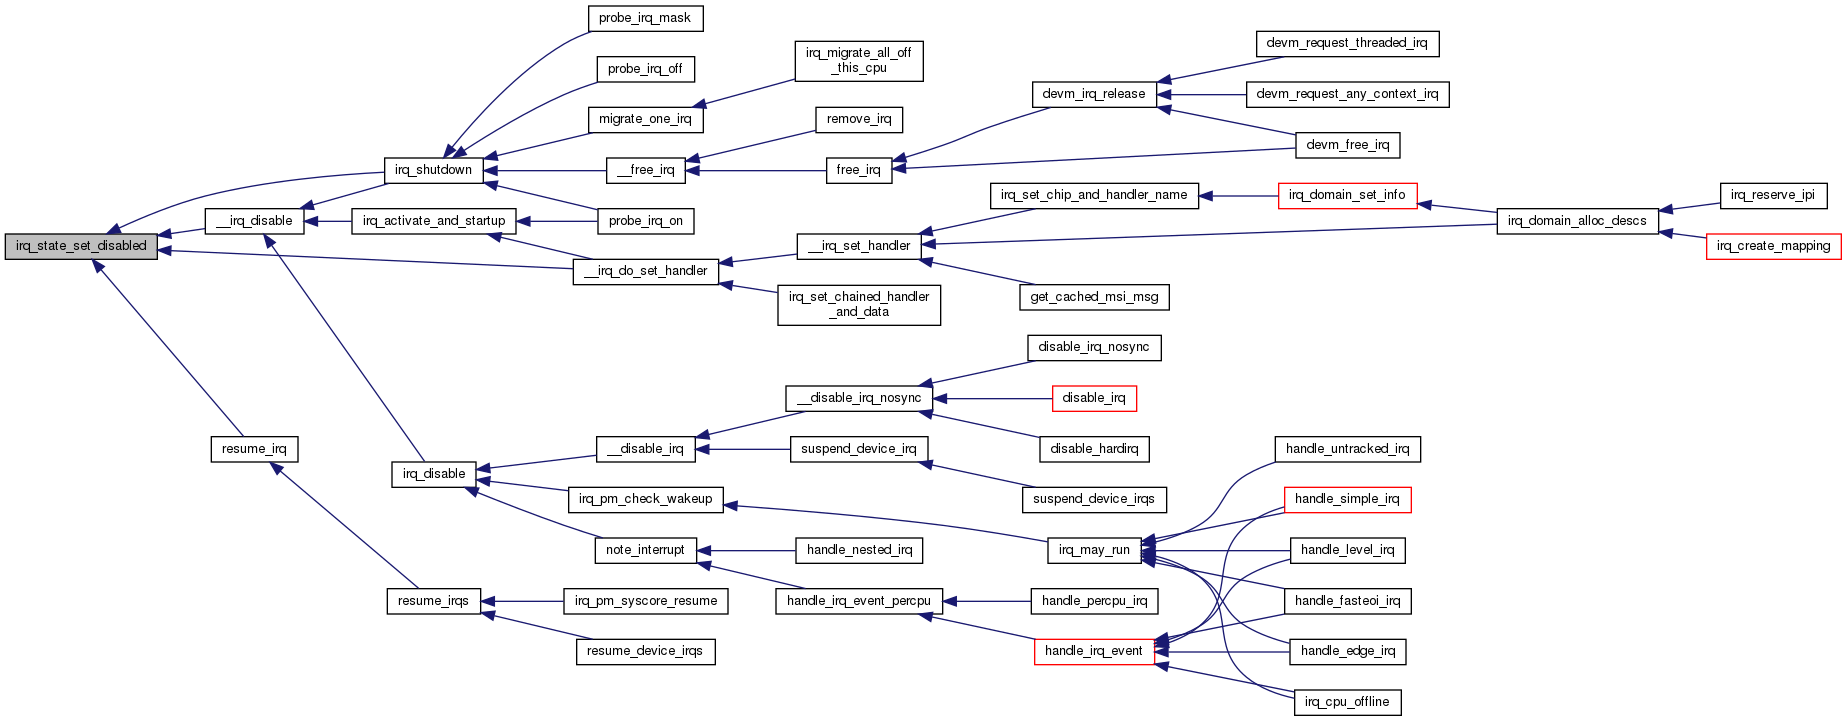 probe_irq_mask
irq_migrate_all_off
_this_cpu
devm_request_threaded_irq
probe_irq_off
devm_irq_release
devm_request_any_context_irq
migrate_one_irq
remove_irq
devm_free_irq
irq_shutdown
__free_irq
free_irq
irq_set_chip_and_handler_name
irq_domain_set_info
irq_reserve_ipi
__irq_disable
irq_activate_and_startup
probe_irq_on
irq_domain_alloc_descs
irq_state_set_disabled
__irq_set_handler
irq_create_mapping
__irq_do_set_handler
irq_set_chained_handler
_and_data
get_cached_msi_msg
disable_irq_nosync
__disable_irq_nosync
disable_irq
resume_irq
__disable_irq
suspend_device_irq
disable_hardirq
handle_untracked_irq
irq_disable
irq_pm_check_wakeup
suspend_device_irqs
handle_simple_irq
note_interrupt
handle_nested_irq
irq_may_run
handle_level_irq
resume_irqs
irq_pm_syscore_resume
handle_irq_event_percpu
handle_percpu_irq
handle_fasteoi_irq
resume_device_irqs
handle_irq_event
handle_edge_irq
irq_cpu_offline